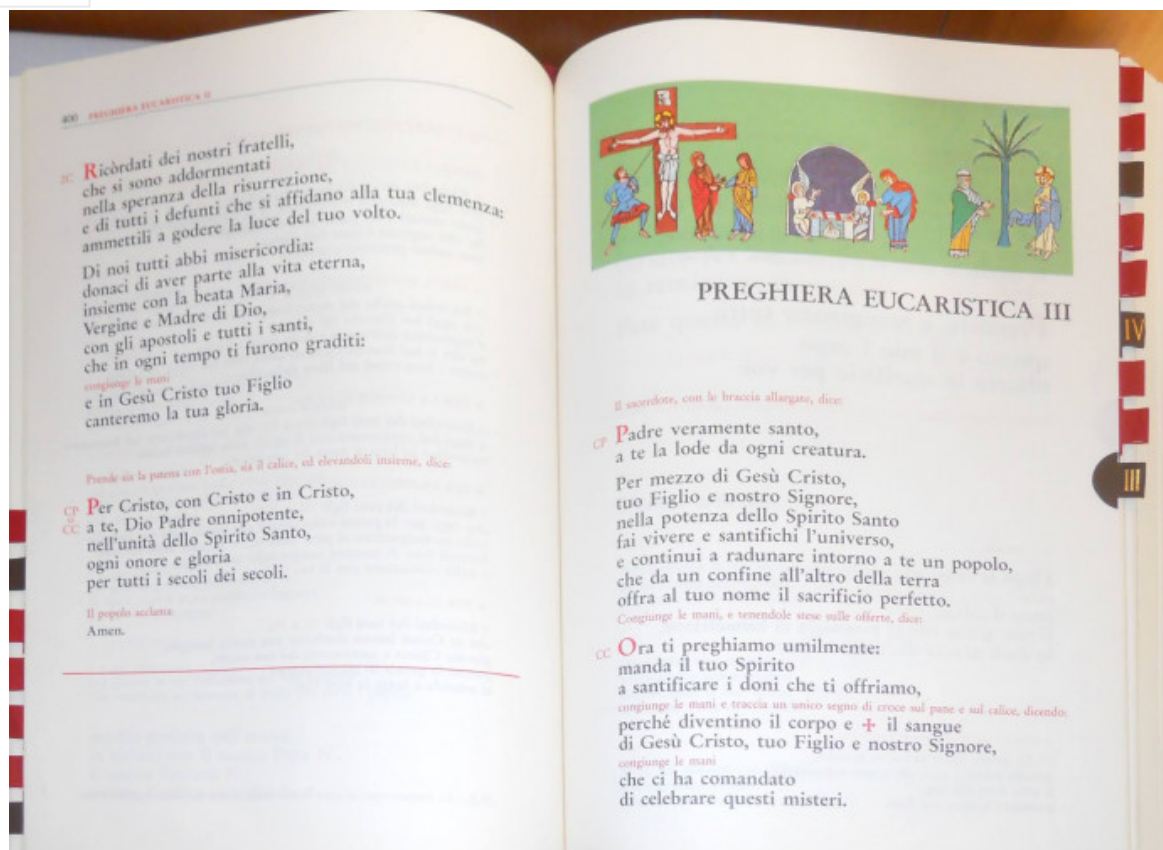 400 PREGHIERA EUCARISTICA II
2C Ricòrdati dei nostri fratelli,
che si sono addormentati
nella speranza della risurrezione,
e di tutti i defunti che si affidano alla tua clemenza:
ammettili a godere la luce del tuo volto.
Di noi tutti abbi misericordia:
donaci di aver parte alla vita eterna,
insieme con la beata Maria,
Vergine e Madre di Dio,
con gli apostoli e tutti i santi,
che in ogni tempo ti furono graditi:
congiunge le mani
e in Gesù Cristo tuo Figlio
canteremo la tua gloria.
Prende sia la patena con l'ostia, sia il calice, ed elevandoli insieme, dice:
CP Per Cristo, con Cristo e in Cristo,
CC a te, Dio Padre onnipotente,
nell'unità dello Spirito Santo,
ogni onore e gloria
per tutti i secoli dei secoli.
Il popolo acclama:
Amen.
PREGHIERA EUCARISTICA III
Il sacerdote, con le braccia allargate, dice:
CP Padre veramente santo,
a te la lode da ogni creatura.
Per mezzo di Gesù Cristo,
tuo Figlio e nostro Signore,
nella potenza dello Spirito Santo
fai vivere e santifichi l'universo,
e continui a radunare intorno a te un popolo,
che da un confine all'altro della terra
offra al tuo nome il sacrificio perfetto.
Congiunge le mani, e tenendole stese sulle offerte, dice:
CC Ora ti preghiamo umilmente:
manda il tuo Spirito
a santificare i doni che ti offriamo,
congiunge le mani e traccia un unico segno di croce sul pane e sul calice, dicendo:
perché diventino il corpo e ✛ il sangue
di Gesù Cristo, tuo Figlio e nostro Signore,
congiunge le mani
che ci ha comandato
di celebrare questi misteri.
IV
III